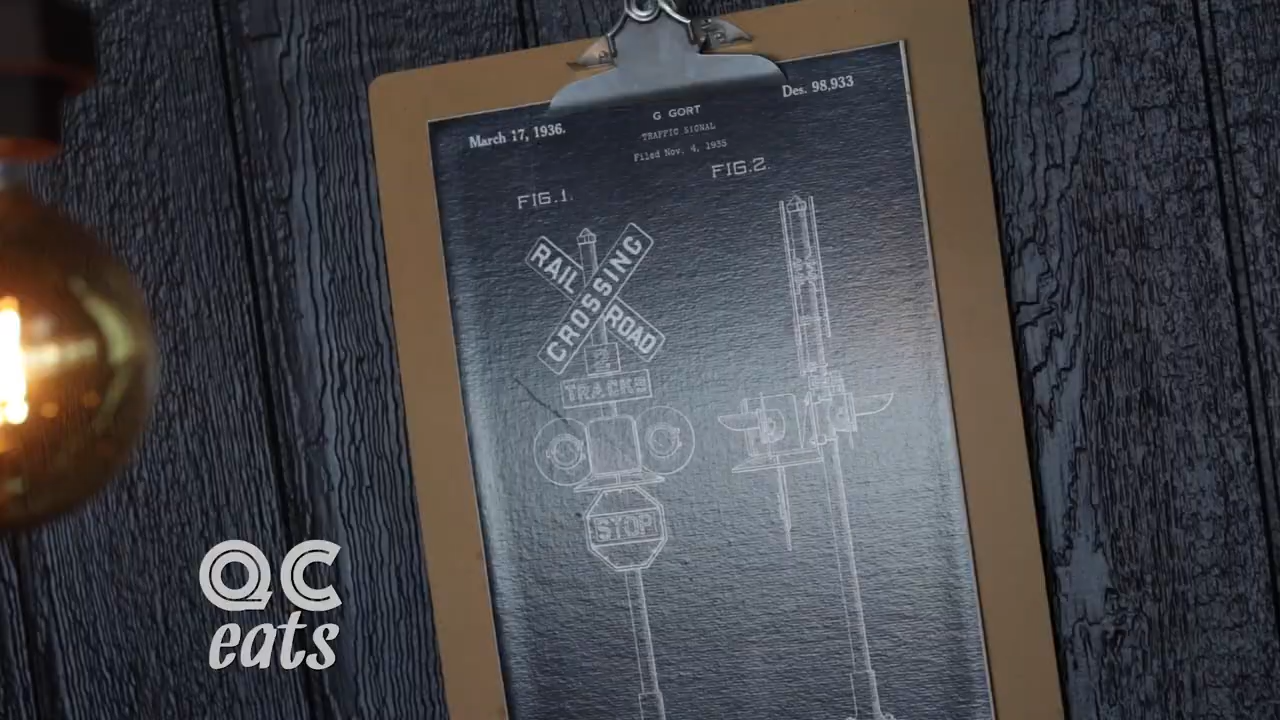 March 17, 1936.
G GORT
Des. 98,933
TRAFFIC SIGNAL
Filed Nov. 4, 1935
FIG.1.
FIG.2.
RAIL ROAD
CROSSING
2
TRACKS
STOP
QC
eats